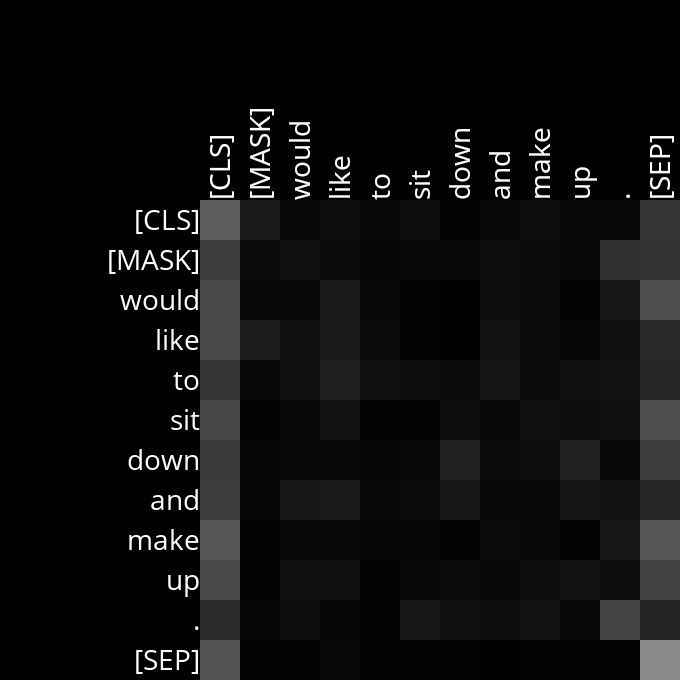 [CLS] [MASK] would like to sit down and make up . [SEP]
[CLS]
[MASK]
would
like
to
sit
down
and
make
up
.
[SEP]